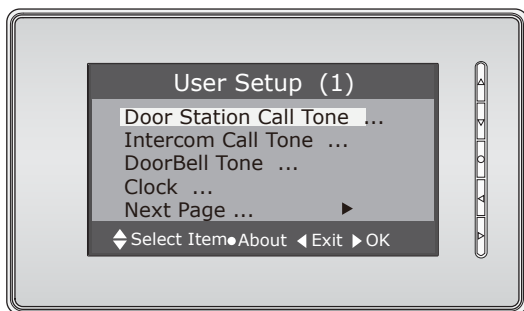 User Setup (1)
Door Station Call Tone ...
Intercom Call Tone ...
DoorBell Tone ...
Clock ...
Next Page ... ▶
Select Item●About ◀Exit ▶OK